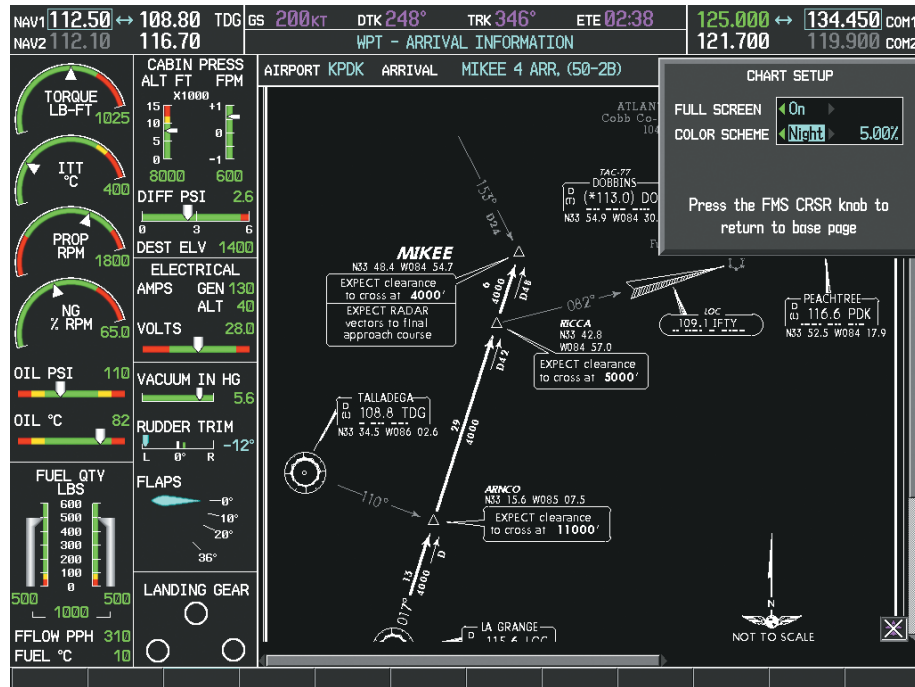 NAV1 112.50 ↔ 108.80 TDG GS 200KT DTK 248° TRK 346° ETE 02:38 125.000 ↔ 134.450 COM1
NAV2 112.10 116.70 WPT - ARRIVAL INFORMATION 121.700 119.900 COM2
AIRPORT KPDK ARRIVAL MIKEE 4 ARR, (50-2B)
TORQUE
LB-FT 1025
ITT
°C 400
PROP
RPM 1800
NG
% RPM 65.0
OIL PSI 110
OIL °C 82
FUEL QTY
LBS
600
500
400
300
200
100
0
500 500
1000
FFLOW PPH 310
FUEL °C 10
CABIN PRESS
ALT FT FPM
X1000
15 +1
10 0
5
0 -1
8000 600
DIFF PSI 2.6
0 3 6
DEST ELV 1400
ELECTRICAL
AMPS GEN 130
ALT 40
VOLTS 28.0
VACUUM IN HG
5.6
RUDDER TRIM
-12°
L 0° R
FLAPS
0°
10°
20°
36°
LANDING GEAR
CHART SETUP
FULL SCREEN On
COLOR SCHEME Night 5.00%
Press the FMS CRSR knob to
return to base page
ATLAN
Cobb Co-
104
153°
D24
TAC-77
DOBBINS
D
(*113.0) DO
N33 54.9 W084 30.
MIKEE
N33 48.4 W084 54.7
EXPECT clearance
to cross at 4000'
EXPECT RADAR
vectors to final
approach course
6
4000
D48
082°
LOC
109.1 IFTY
PEACHTREE
D
116.6 PDK
N33 52.5 W084 17.9
RICCA
N33 42.8
W084 57.0
D42
EXPECT clearance
to cross at 5000'
TALLADEGA
D
108.8 TDG
N33 34.5 W086 02.6
29
4000
110°
ARNCO
N33 15.6 W085 07.5
EXPECT clearance
to cross at 11000'
13
4000
D
017°
LA GRANGE
D
115.6 LGC
N
NOT TO SCALE